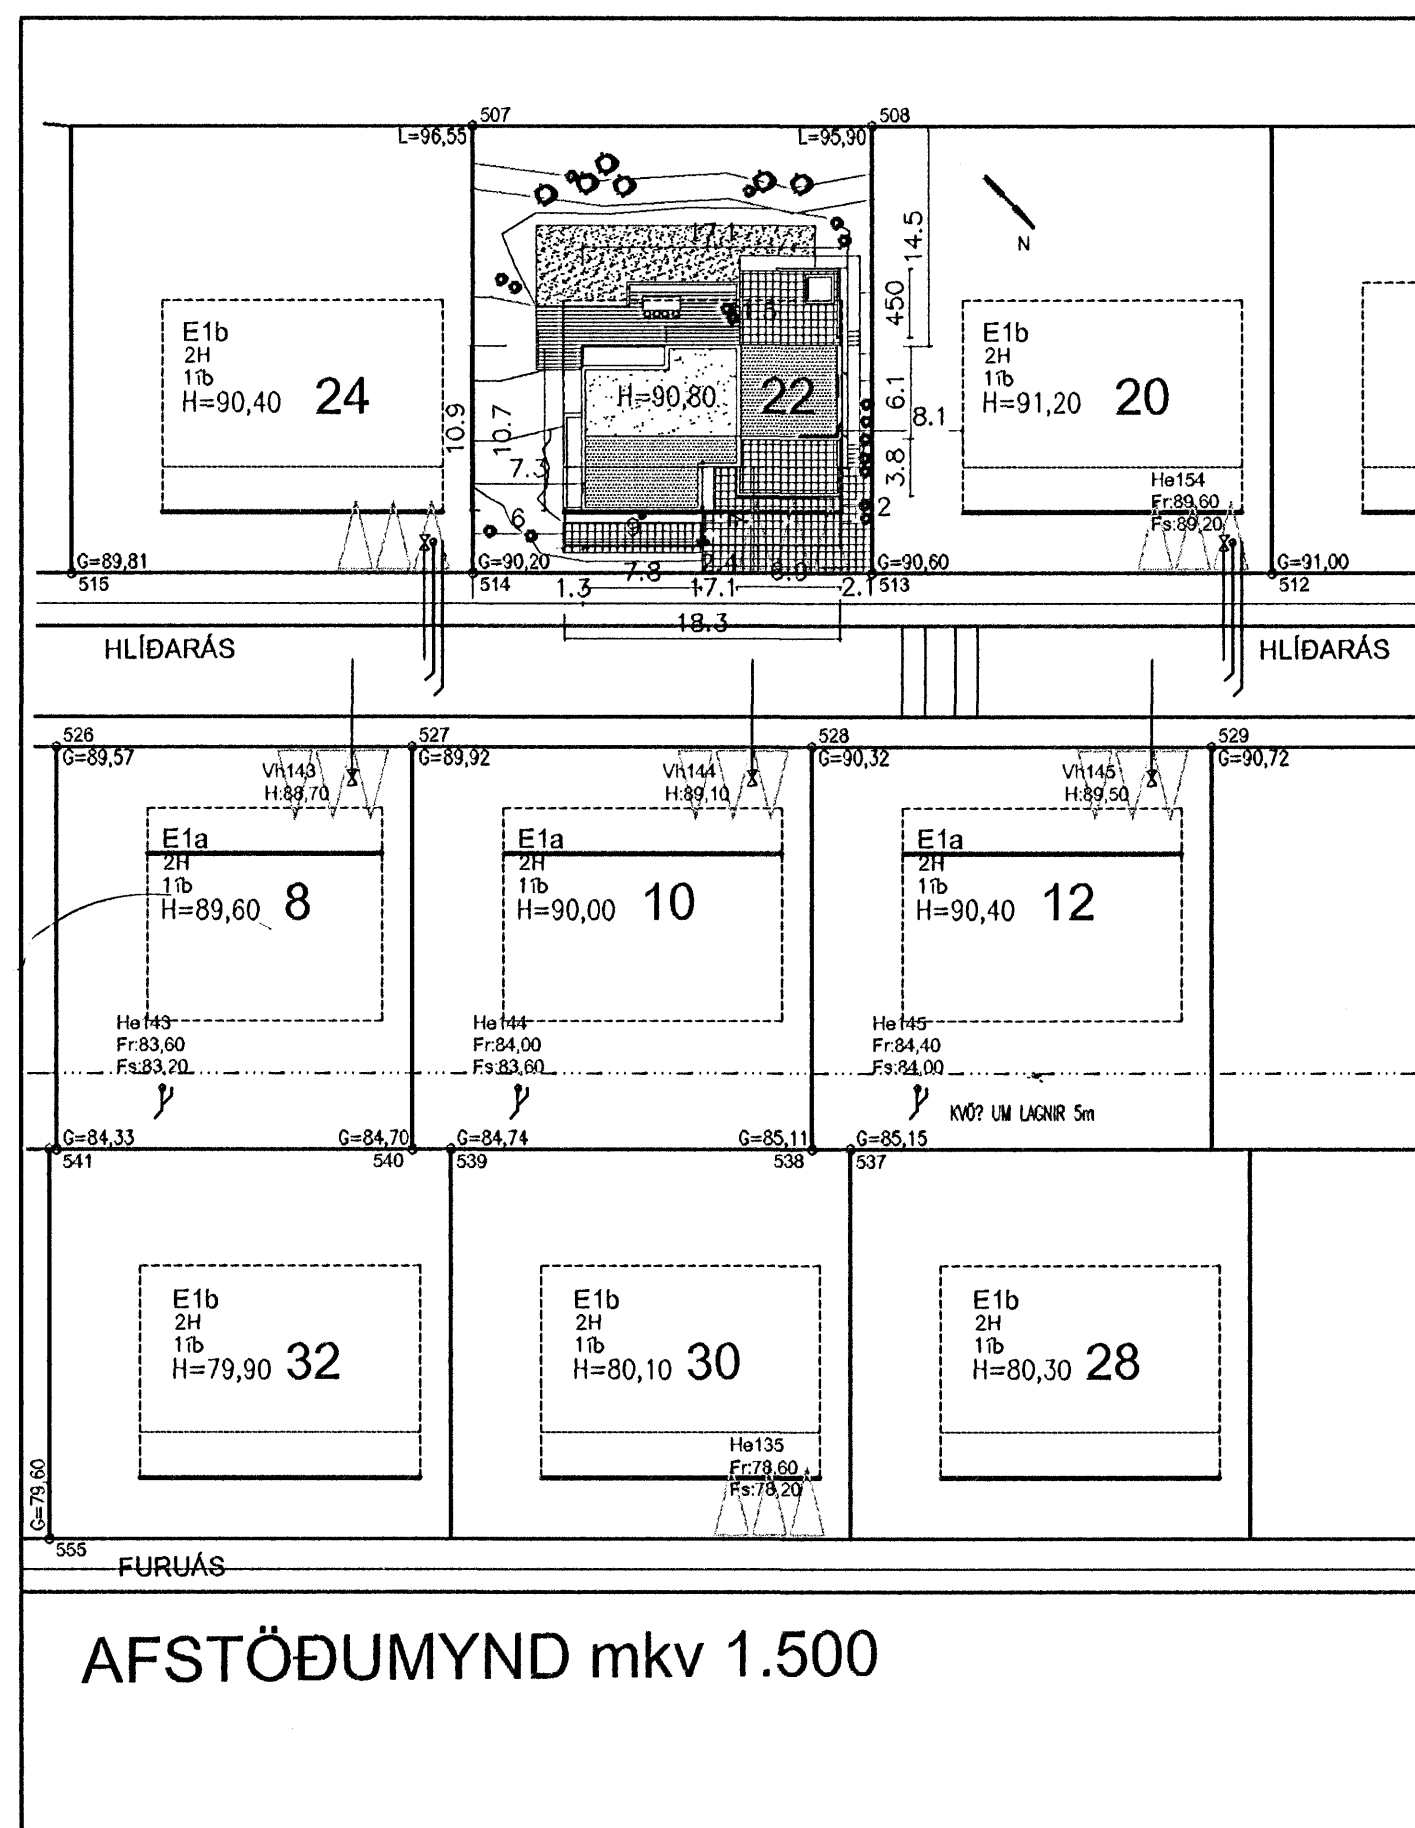 507
508
L=96,55
L=95,90
17.1
N
14.5
450
E1b
2H
1íb
H=90,40
24
H=90,80
22
E1b
2H
1íb
H=91,20
20
10.9
10.7
6.1
8.1
7.3
3.8
He154
Fr:89,60
Fs:89,20
6
9
2
G=89,81
G=90,20
7.8
2.4
6.0
G=90,60
G=91,00
515
514
1.3
17.1
2.1
513
512
18.3
HLÍÐARÁS
HLÍÐARÁS
526
527
528
529
G=89,57
G=89,92
G=90,32
G=90,72
Vh143
H:88,70
Vh144
H:89,10
Vh145
H:89,50
E1a
2H
1íb
H=89,60
8
E1a
2H
1íb
H=90,00
10
E1a
2H
1íb
H=90,40
12
He143
Fr:83,60
Fs:83,20
He144
Fr:84,00
Fs:83,60
He145
Fr:84,40
Fs:84,00
KVÖ? UM LAGNIR 5m
G=84,33
G=84,70
G=84,74
G=85,11
G=85,15
541
540
539
538
537
E1b
2H
1íb
H=79,90
32
E1b
2H
1íb
H=80,10
30
E1b
2H
1íb
H=80,30
28
He135
Fr:78,60
Fs:78,20
G=79,60
555
FURUÁS
AFSTÖÐUMYND mkv 1.500